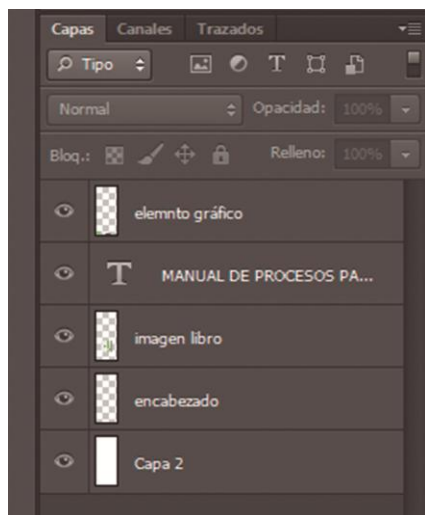 Capas Canales Trazados
Tipo
Normal Opacidad: 100%
Bloq.: Relleno: 100%
elemnto gráfico
T MANUAL DE PROCESOS PA...
imagen libro
encabezado
Capa 2